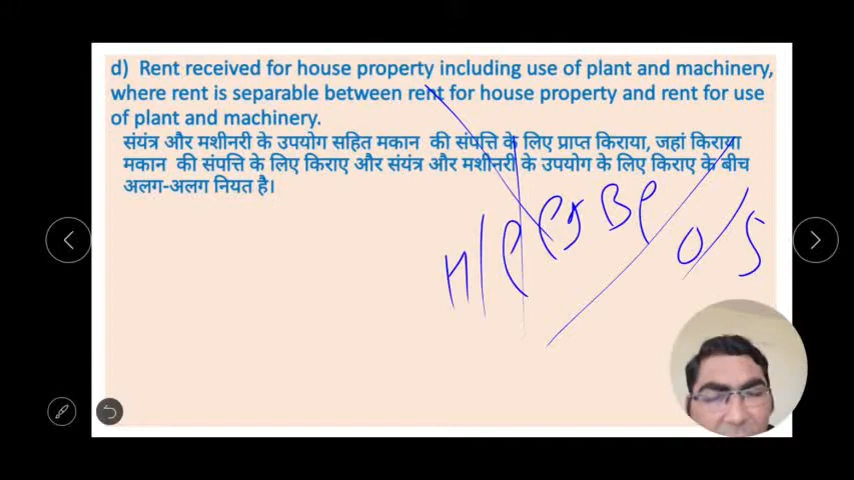 d) Rent received for house property including use of plant and machinery,
where rent is separable between rent for house property and rent for use
of plant and machinery.
संयंत्र और मशीनरी के उपयोग सहित मकान की संपत्ति के लिए प्राप्त किराया, जहां किराया
मकान की संपत्ति के लिए किराए और संयंत्र और मशीनरी के उपयोग के लिए किराए के बीच
अलग-अलग नियत है।
H/P PGBP O/S